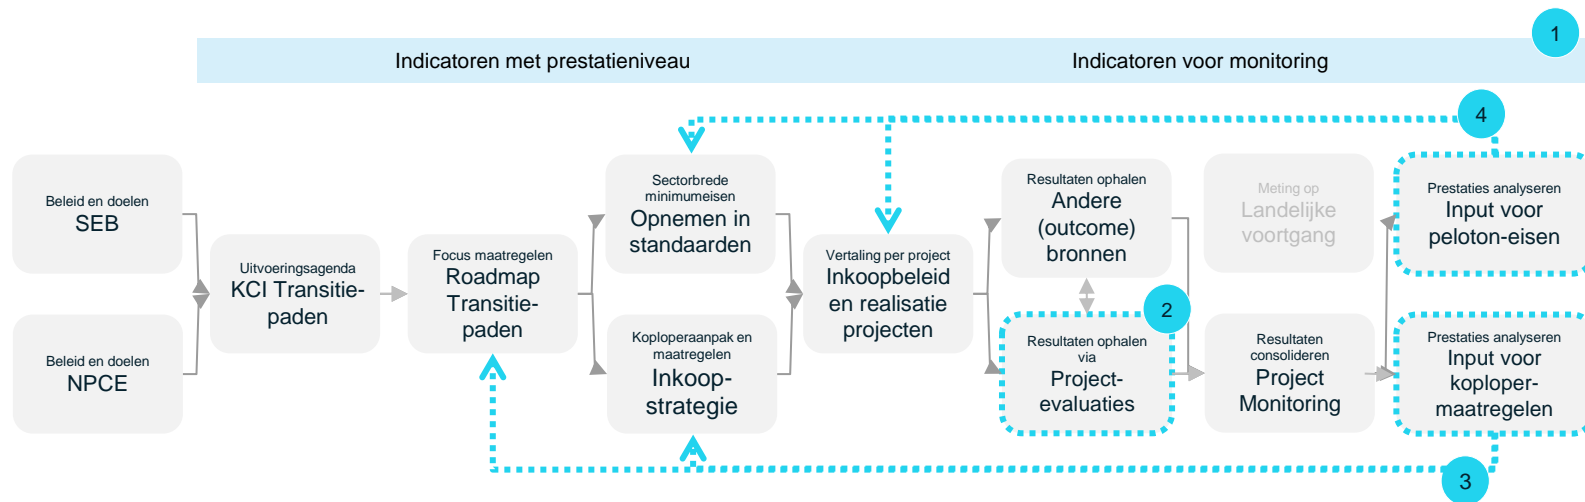 1
Indicatoren met prestatieniveau
Indicatoren voor monitoring
4
Beleid en doelen
SEB
Beleid en doelen
NPCE
Uitvoeringsagenda
KCI Transitie-
paden
Focus maatregelen
Roadmap
Transitie-
paden
Sectorbrede
minimumeisen
Opnemen in
standaarden
Koploperaanpak en
maatregelen
Inkoop-
strategie
Vertaling per project
Inkoopbeleid
en realisatie
projecten
Resultaten ophalen
Andere
(outcome)
bronnen
2
Resultaten ophalen
via
Project-
evaluaties
Meting op
Landelijke
voortgang
Resultaten
consolideren
Project
Monitoring
Prestaties analyseren
Input voor
peloton-eisen
Prestaties analyseren
Input voor
koploper-
maatregelen
3